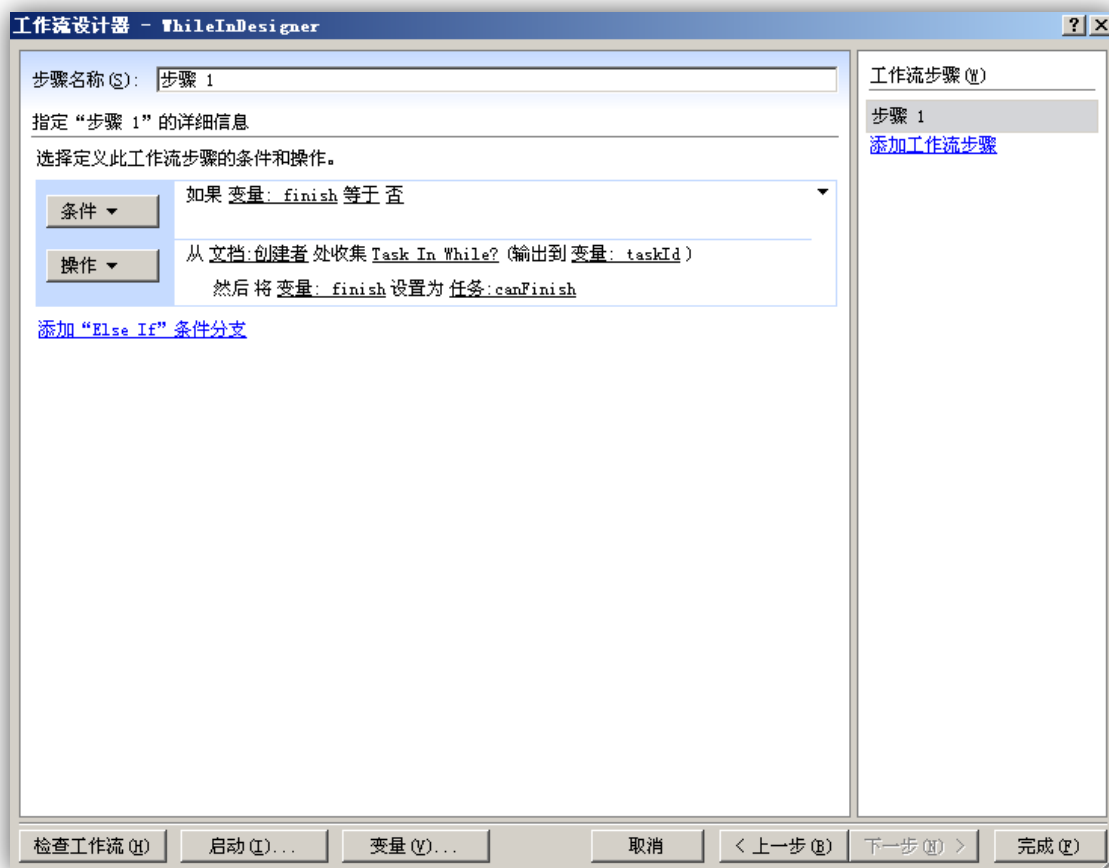 工作流设计器 - WhileInDesigner
步骤名称(S): 步骤 1
指定“步骤 1”的详细信息
选择定义此工作流步骤的条件和操作。
条件
如果 变量: finish 等于 否
操作
从 文档:创建者 处收集 Task In While? (输出到 变量: taskId )
然后 将 变量: finish 设置为 任务:canFinish
添加“Else If”条件分支
工作流步骤(W)
步骤 1
添加工作流步骤
检查工作流(H) 启动(I)... 变量(V)... 取消 < 上一步(B) 下一步(N) > 完成(F)